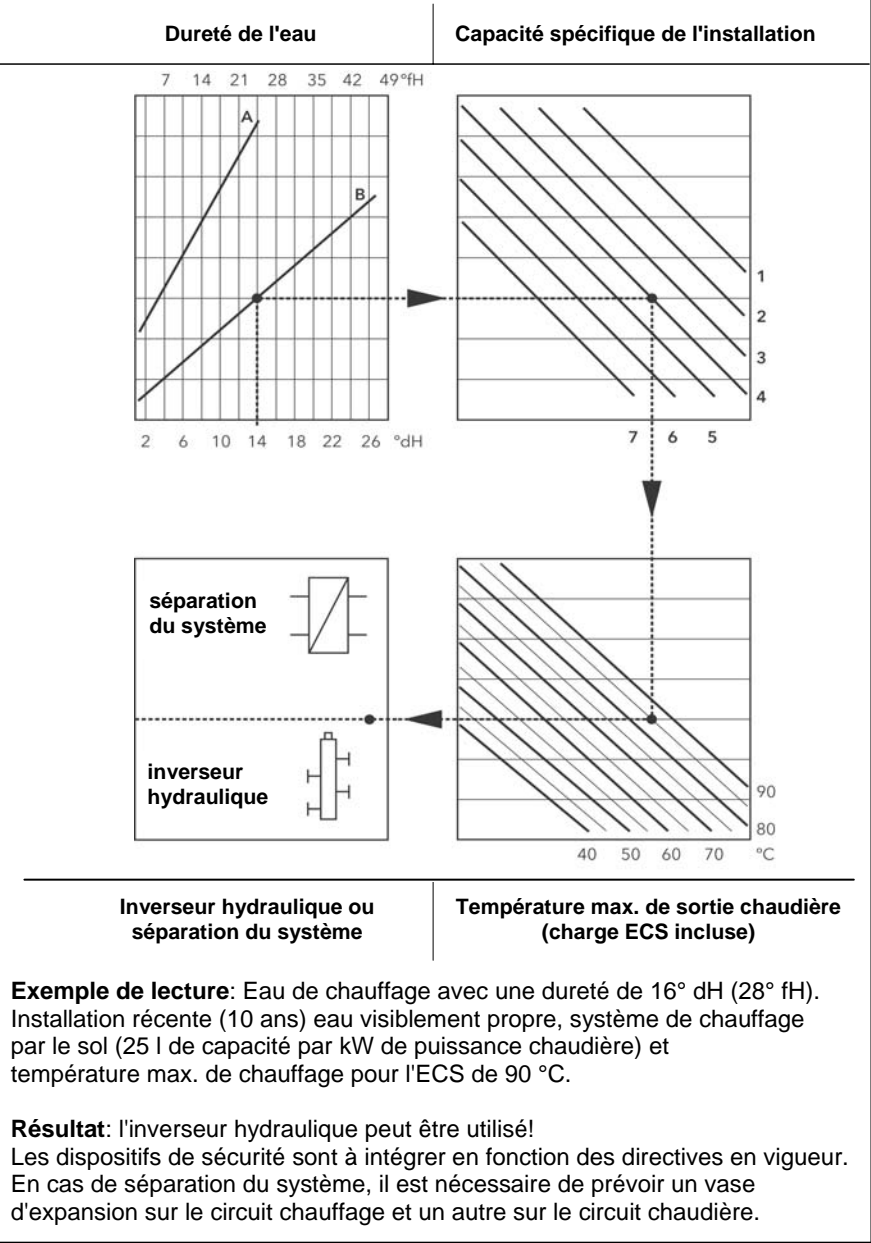 Dureté de l'eau
Capacité spécifique de l'installation
7 14 21 28 35 42 49°fH
A
B
1
2
3
4
2 6 10 14 18 22 26 °dH
7 6 5
séparation
du système
inverseur
hydraulique
90
80
40 50 60 70 °C
Inverseur hydraulique ou
séparation du système
Température max. de sortie chaudière
(charge ECS incluse)
Exemple de lecture: Eau de chauffage avec une dureté de 16° dH (28° fH).
Installation récente (10 ans) eau visiblement propre, système de chauffage
par le sol (25 l de capacité par kW de puissance chaudière) et
température max. de chauffage pour l'ECS de 90 °C.
Résultat: l'inverseur hydraulique peut être utilisé!
Les dispositifs de sécurité sont à intégrer en fonction des directives en vigueur.
En cas de séparation du système, il est nécessaire de prévoir un vase
d'expansion sur le circuit chauffage et un autre sur le circuit chaudière.